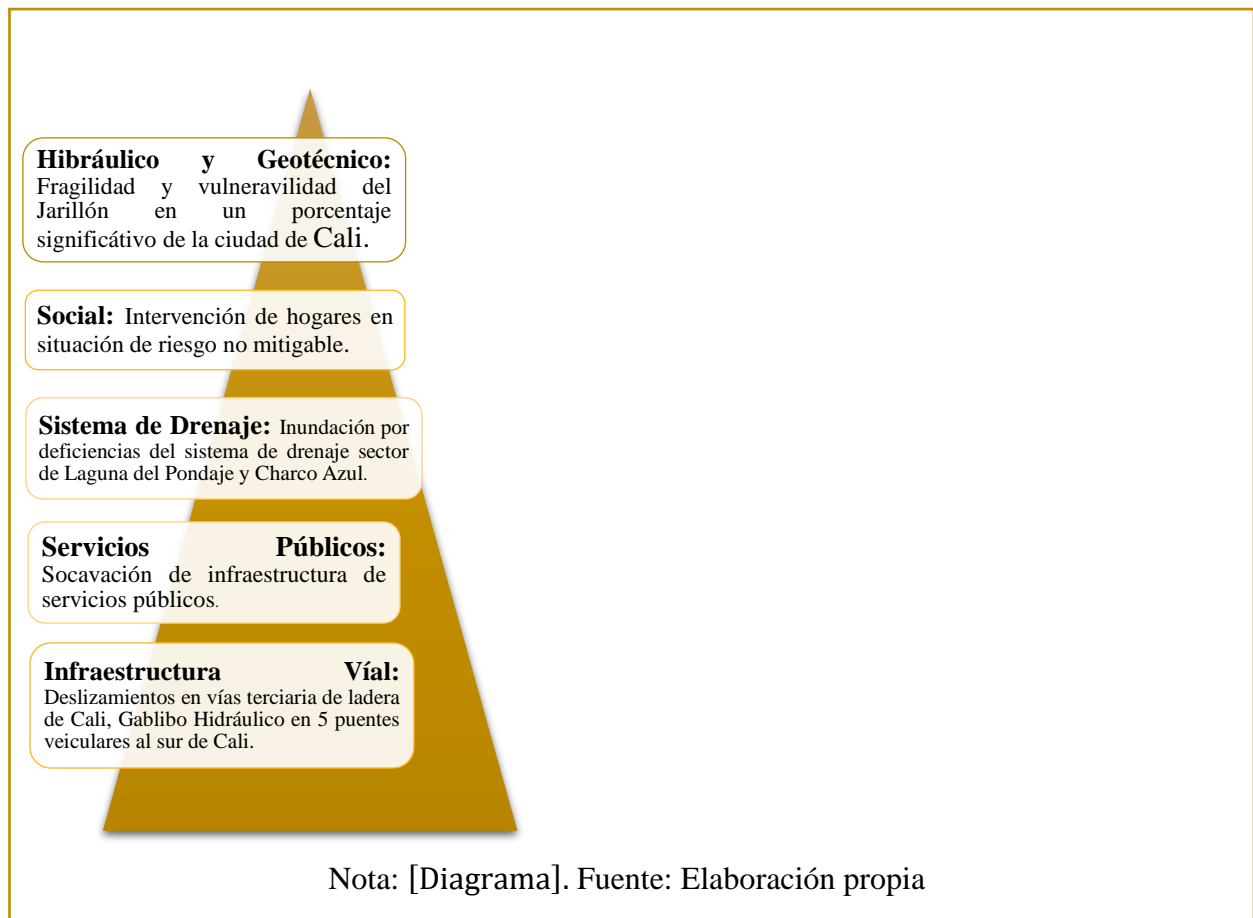 Hibráulico y Geotécnico:
Fragilidad y vulneravilidad del
Jarillón en un porcentaje
significátivo de la ciudad de Cali.
Social: Intervención de hogares en
situación de riesgo no mitigable.
Sistema de Drenaje: Inundación por
deficiencias del sistema de drenaje sector
de Laguna del Pondaje y Charco Azul.
Servicios Públicos:
Socavación de infraestructura de
servicios públicos.
Infraestructura Víal:
Deslizamientos en vías terciaria de ladera
de Cali, Gablibo Hidráulico en 5 puentes
veiculares al sur de Cali.
Nota: [Diagrama]. Fuente: Elaboración propia